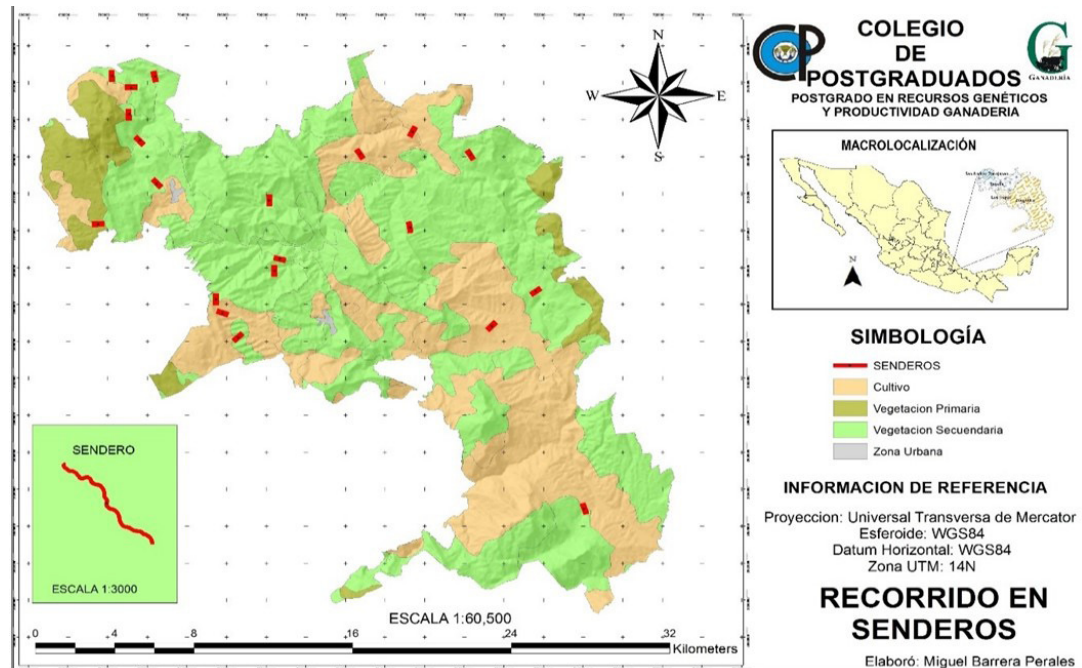 COLEGIO
DE
POSTGRADUADOS
POSTGRADO EN RECURSOS GENÉTICOS
Y PRODUCTIVIDAD GANADERIA
CP
G
GANADERÍA
N
W
E
S
MACROLOCALIZACIÓN
N
SIMBOLOGÍA
SENDEROS
Cultivo
Vegetacion Primaria
Vegetacion Secuendaria
Zona Urbana
INFORMACION DE REFERENCIA
Proyeccion: Universal Transversa de Mercator
Esferoide: WGS84
Datum Horizontal: WGS84
Zona UTM: 14N
RECORRIDO EN
SENDEROS
Elaboró: Miguel Barrera Perales
SENDERO
ESCALA 1:3000
ESCALA 1:60,500
0 4 8 16 24 32
Kilometers